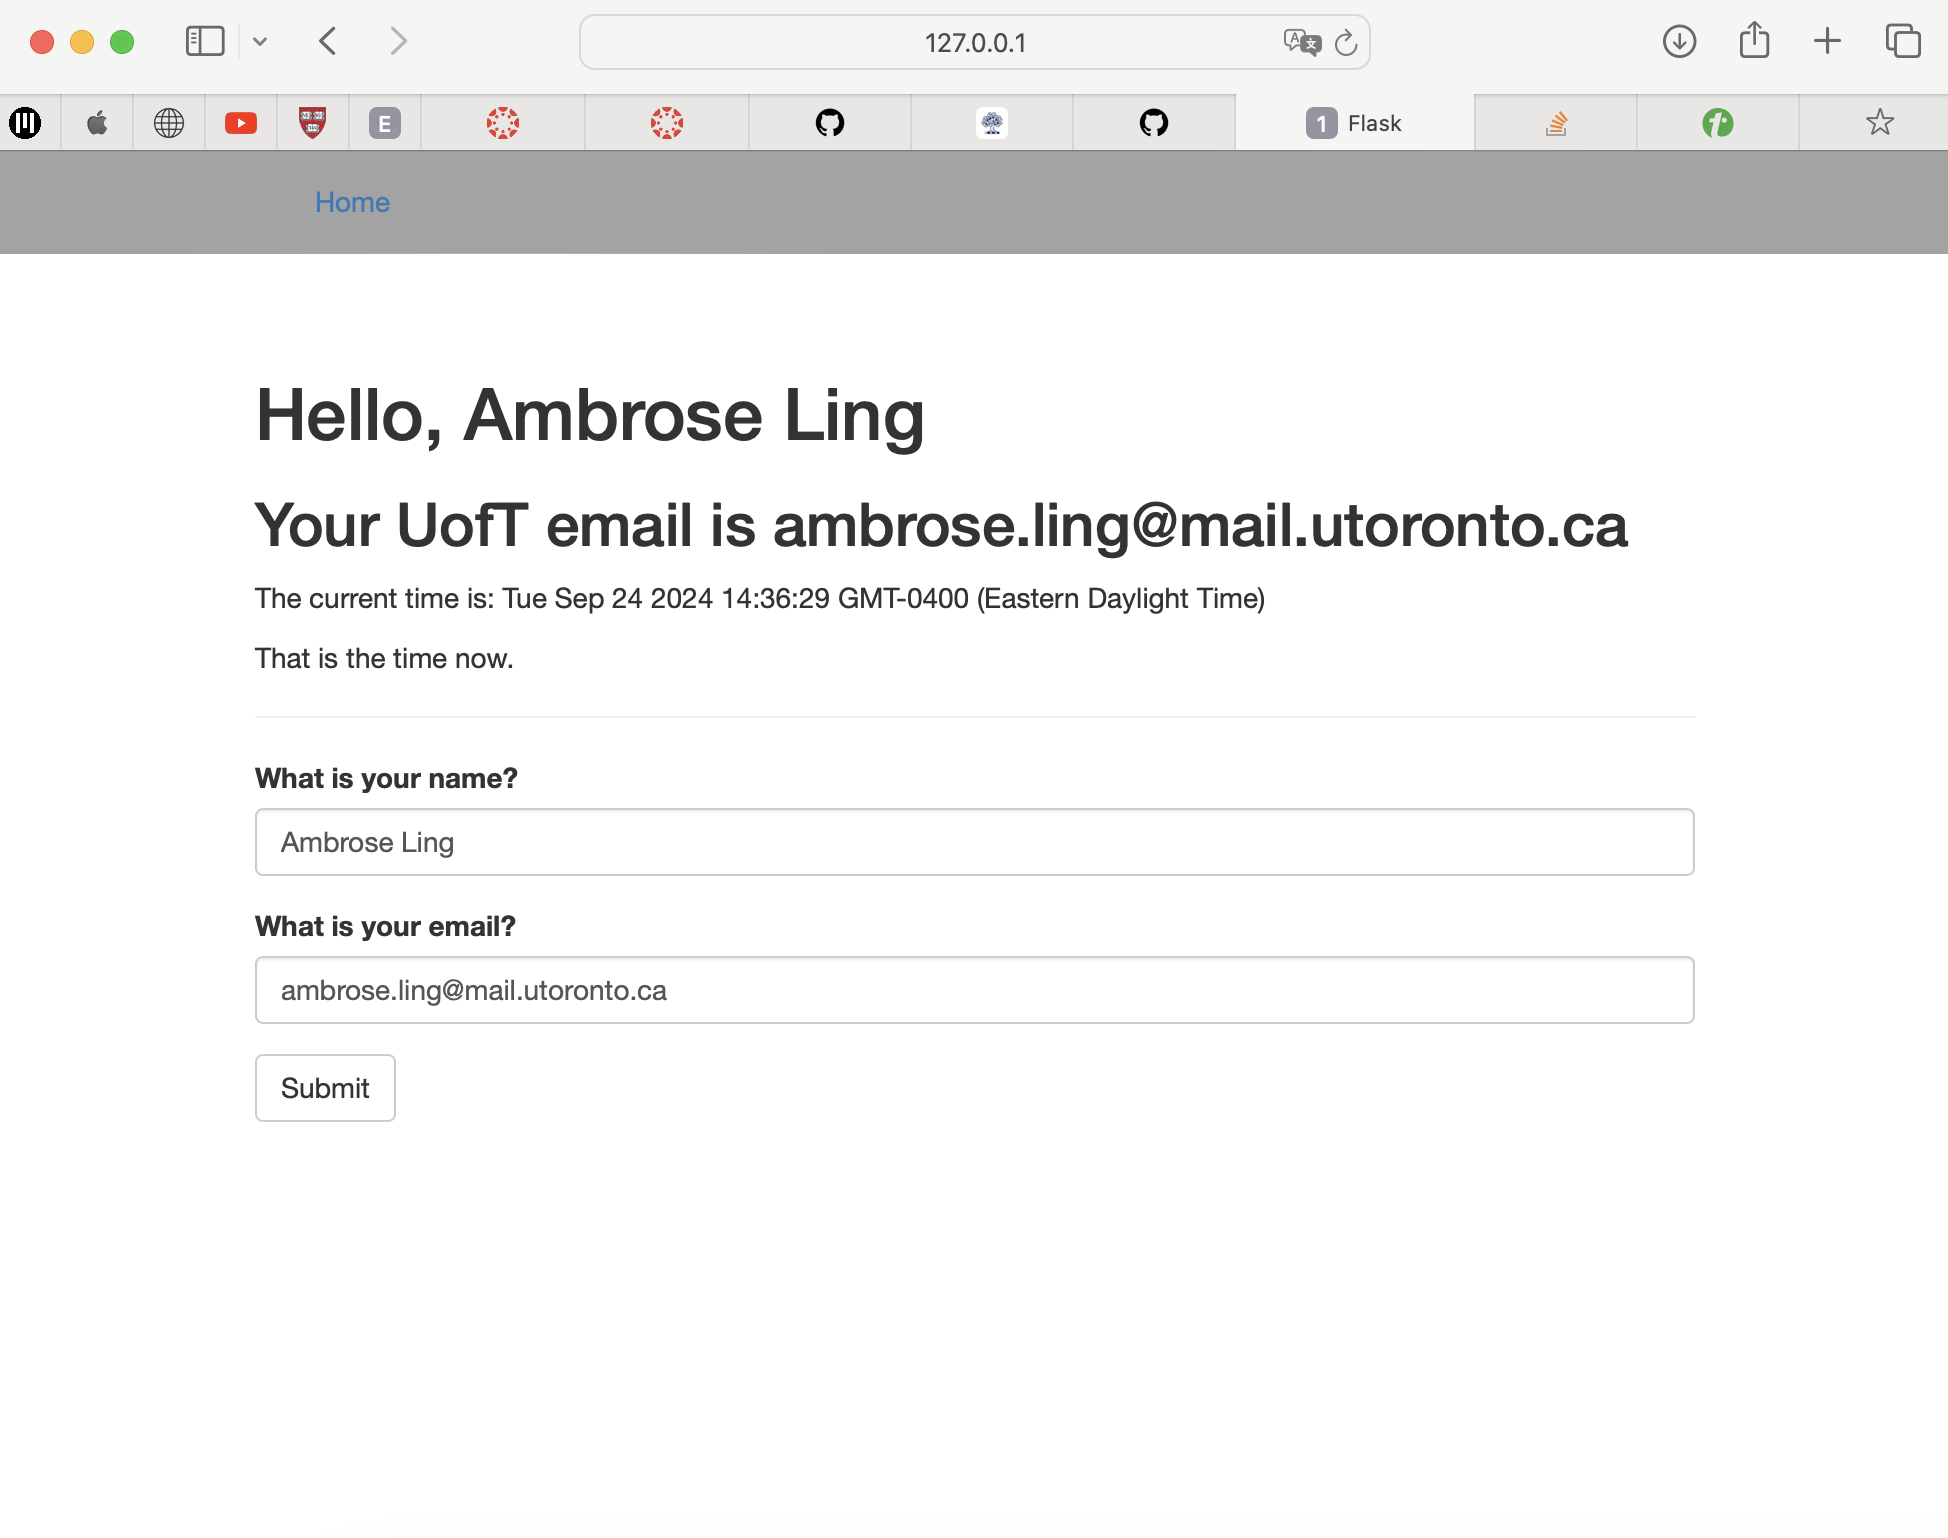 127.0.0.1
E
1 Flask
Home
Hello, Ambrose Ling
Your UofT email is ambrose.ling@mail.utoronto.ca
The current time is: Tue Sep 24 2024 14:36:29 GMT-0400 (Eastern Daylight Time)
That is the time now.
What is your name?
Ambrose Ling
What is your email?
ambrose.ling@mail.utoronto.ca
Submit